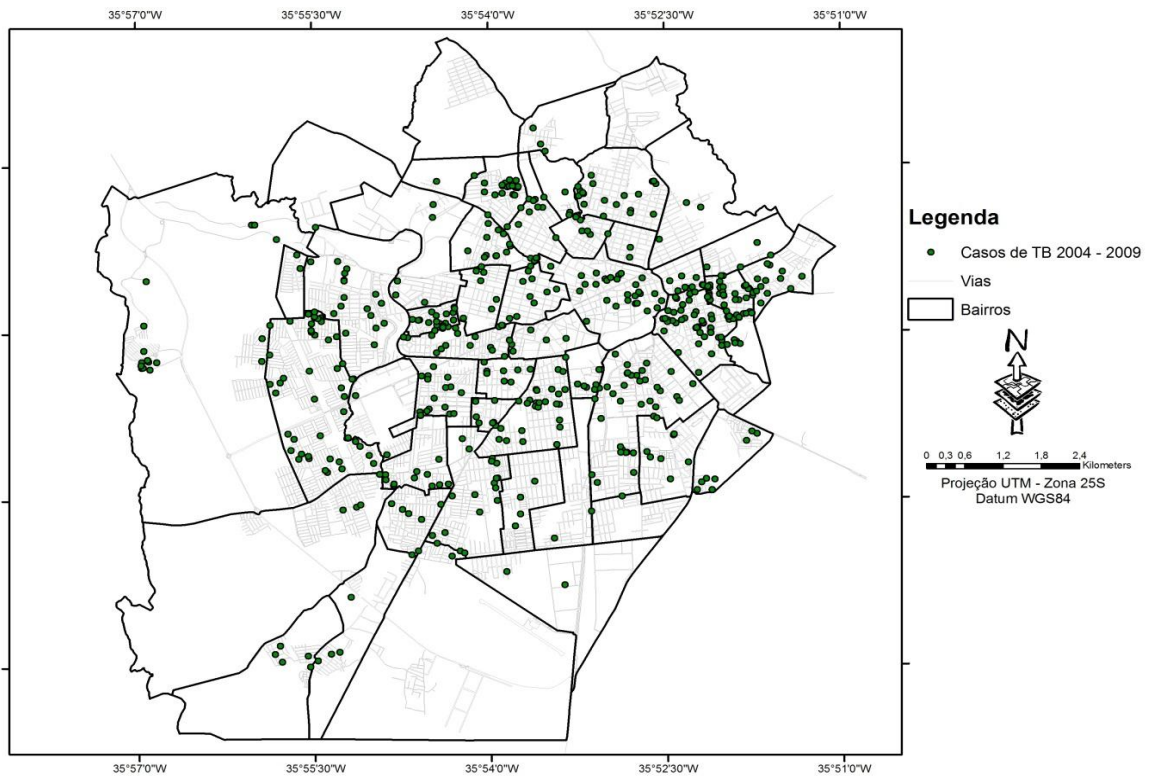 35°57'0"W 35°55'30"W 35°54'0"W 35°52'30"W 35°51'0"W
Legenda
Casos de TB 2004 - 2009
Vias
Bairros
N
0 0,3 0,6 1,2 1,8 2,4 Kilometers
Projeção UTM - Zona 25S
Datum WGS84
35°57'0"W 35°55'30"W 35°54'0"W 35°52'30"W 35°51'0"W